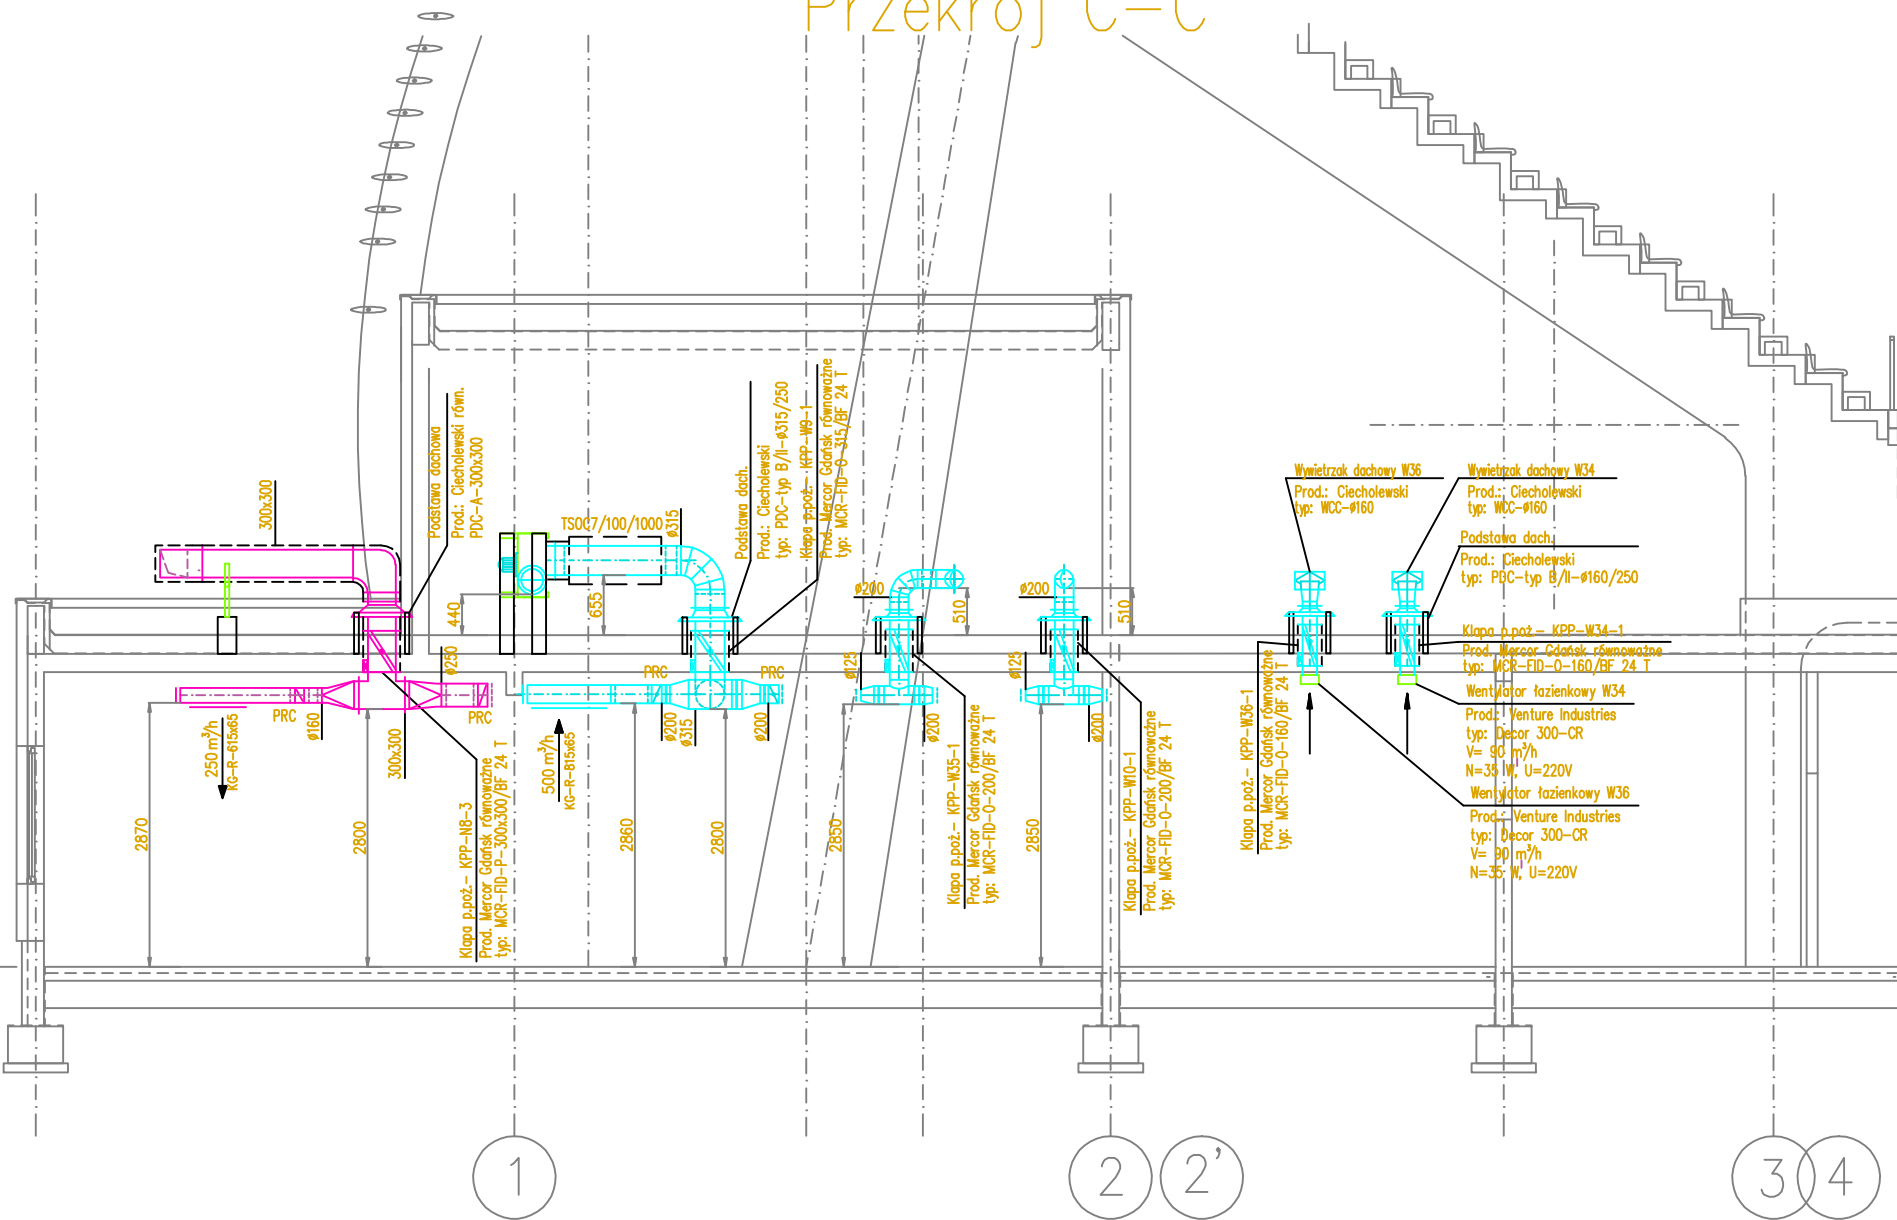 Przekrój C-C
300x300
Podstawa dachowa
Prod.: Ciecholewski równ.
PDC-A-300x300
TSOC7/100/1000
ø315
Podstawa dach.
Prod.: Ciecholewski
typ: PDC-typ B/II-ø315/250
Klapa p.poż.- KPP-W9-1
Prod. Mercor Gdańsk równoważne
typ: MCR-FID-O-315/BF 24 T
440
655
ø200
510
ø200
510
Wywietrzak dachowy W36
Prod.: Ciecholewski
typ: WCC-ø160
Wywietrzak dachowy W34
Prod.: Ciecholewski
typ: WCC-ø160
Podstawa dach.
Prod.: Ciecholewski
typ: PDC-typ B/II-ø160/250
Klapa p.poż.- KPP-W34-1
Prod. Mercor Gdańsk równoważne
typ: MCR-FID-O-160/BF 24 T
Wentylator łazienkowy W34
Prod.: Venture Industries
typ: Decor 300-CR
V= 90 m³/h
N=35 W, U=220V
Wentylator łazienkowy W36
Prod.: Venture Industries
typ: Decor 300-CR
V= 90 m³/h
N=35 W, U=220V
Klapa p.poż.- KPP-W36-1
Prod. Mercor Gdańsk równoważne
typ: MCR-FID-O-160/BF 24 T
250 m³/h
KG-R-615x65
PRC
ø160
300x300
ø250
PRC
500 m³/h
KG-R-815x65
PRC
ø200
ø315
PRC
ø200
ø125
ø200
ø125
ø200
Klapa p.poż.- KPP-N8-3
Prod. Mercor Gdańsk równoważne
typ: MCR-FID-P-300x300/BF 24 T
Klapa p.poż.- KPP-W35-1
Prod. Mercor Gdańsk równoważne
typ: MCR-FID-O-200/BF 24 T
Klapa p.poż.- KPP-W10-1
Prod. Mercor Gdańsk równoważne
typ: MCR-FID-O-200/BF 24 T
2870
2800
2860
2800
2850
2850
1
2
2'
3
4